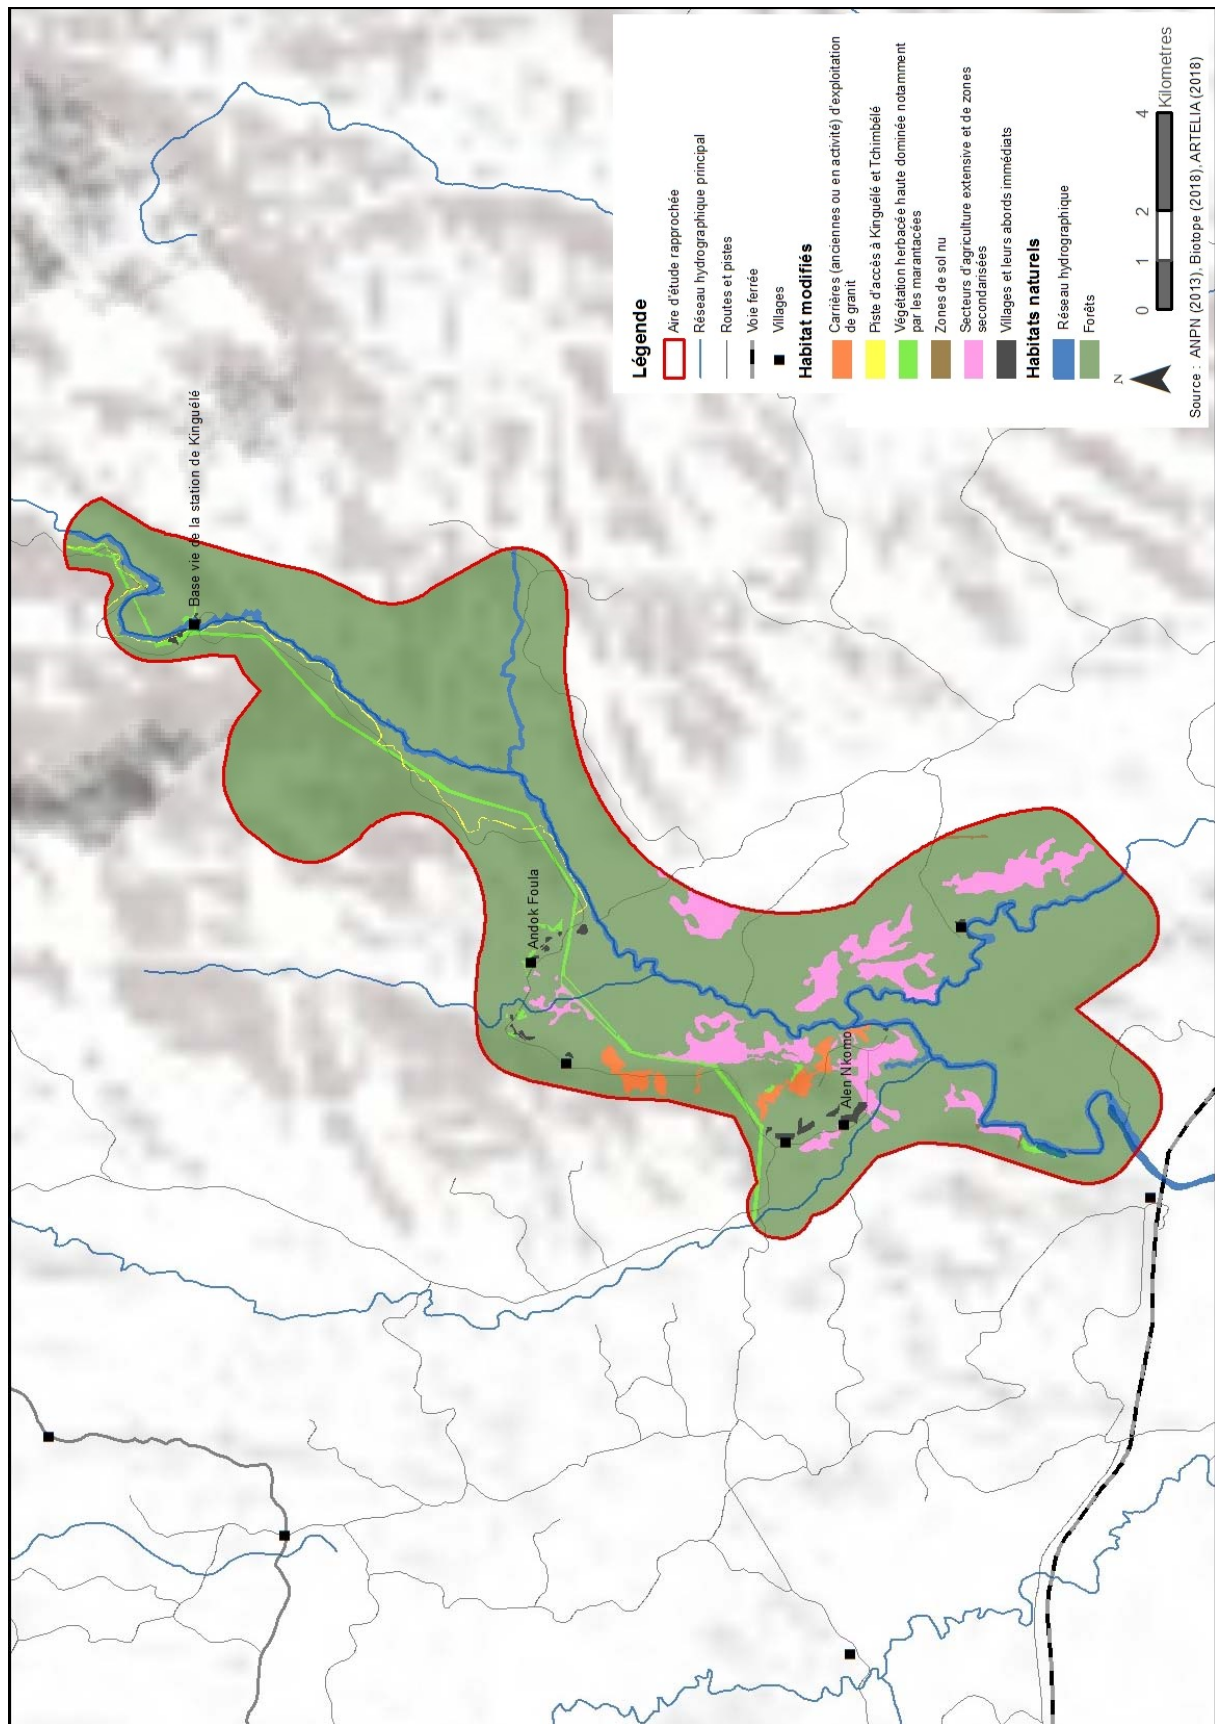 Base vie de la station de Kinguélé
Andok Foula
Alen Nkomo
Légende
Aire d'étude rapprochée
Réseau hydrographique principal
Routes et pistes
Voie ferrée
Villages
Habitat modifiés
Carrières (anciennes ou en activité) d'exploitation
de granit
Piste d'accès à Kinguélé et Tchimbélé
Végétation herbacée haute dominée notamment
par les marantacées
Zones de sol nu
Secteurs d'agriculture extensive et de zones
secondarisées
Villages et leurs abords immédiats
Habitats naturels
Réseau hydrographique
Forêts
N
0 1 2 4
Kilometres
Source : ANPN (2013), Biotope (2018), ARTELIA (2018)